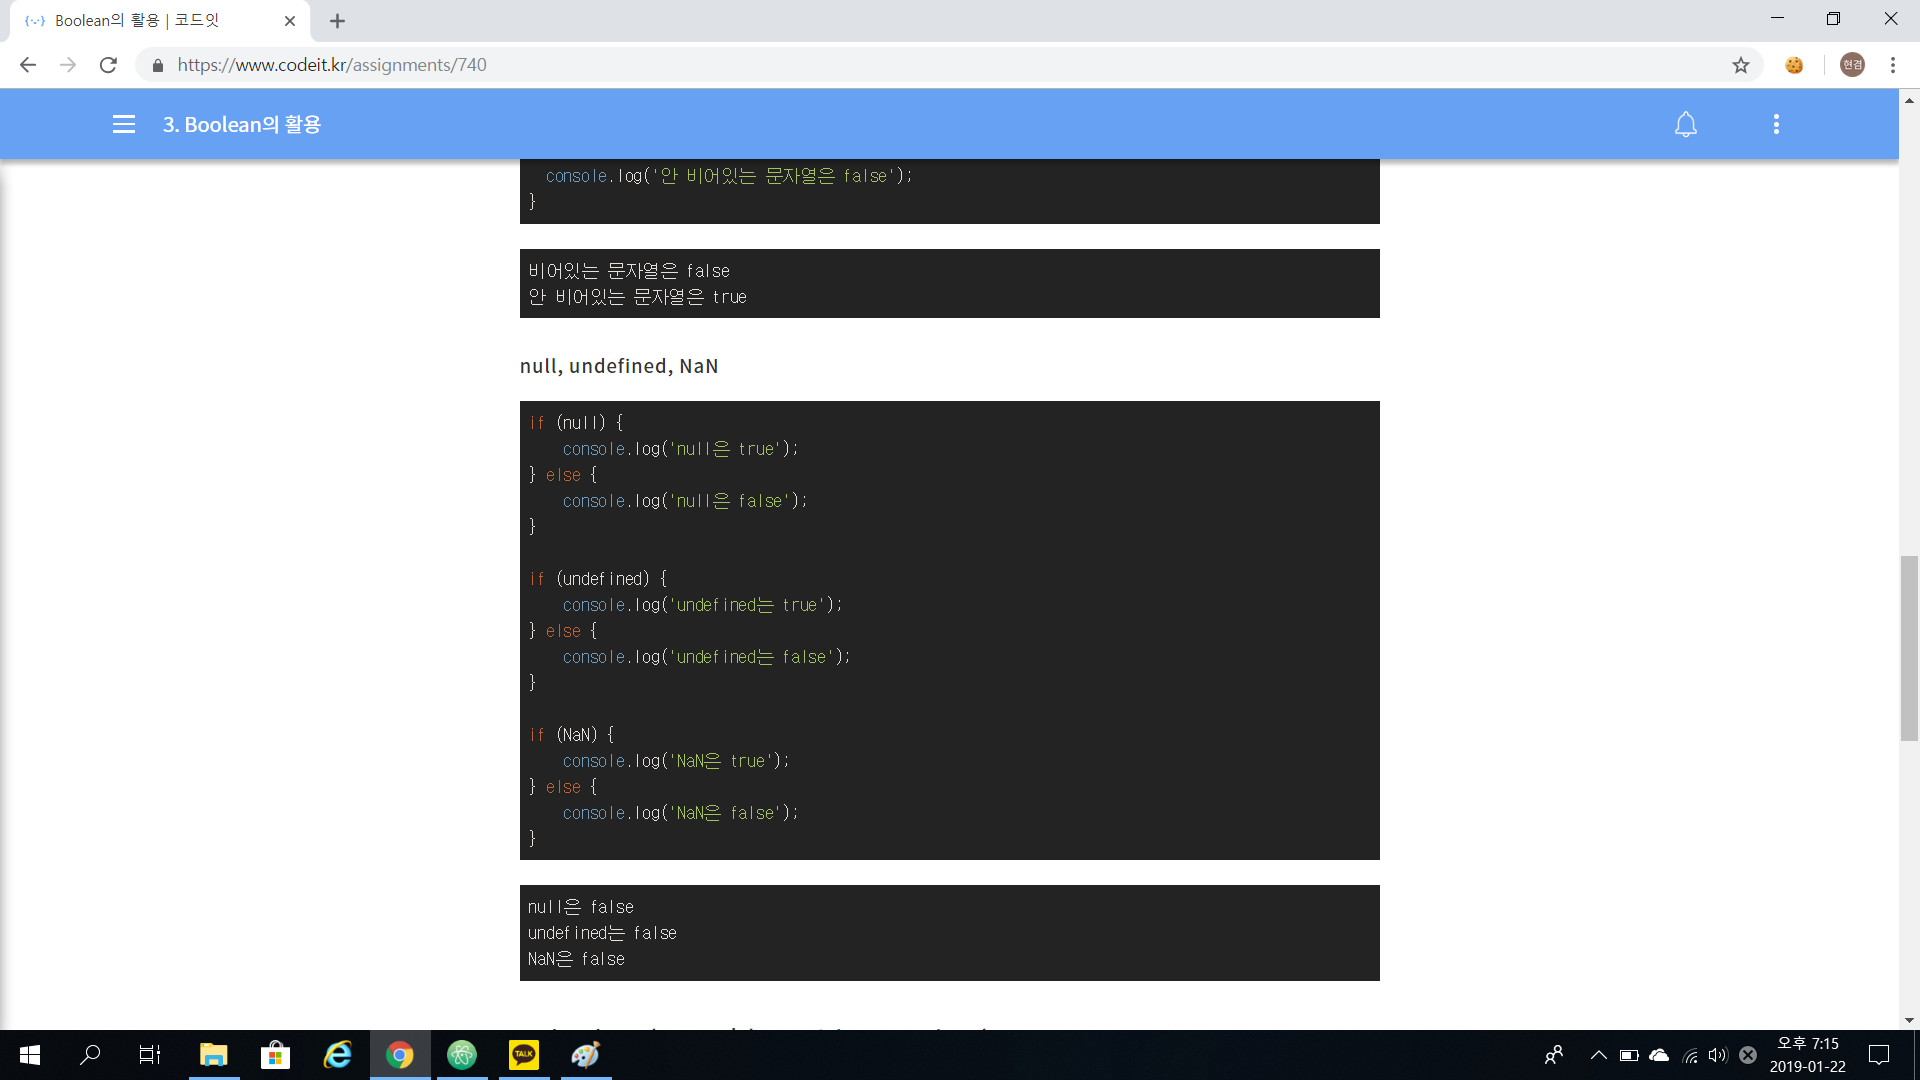 Boolean의 활용 | 코드잇
https://www.codeit.kr/assignments/740
현겸
3. Boolean의 활용
console.log('안 비어있는 문자열은 false');
}
비어있는 문자열은 false
안 비어있는 문자열은 true
null, undefined, NaN
if (null) {
console.log('null은 true');
} else {
console.log('null은 false');
}
if (undefined) {
console.log('undefined는 true');
} else {
console.log('undefined는 false');
}
if (NaN) {
console.log('NaN은 true');
} else {
console.log('NaN은 false');
}
null은 false
undefined는 false
NaN은 false
TALK
오후 7:15
2019-01-22